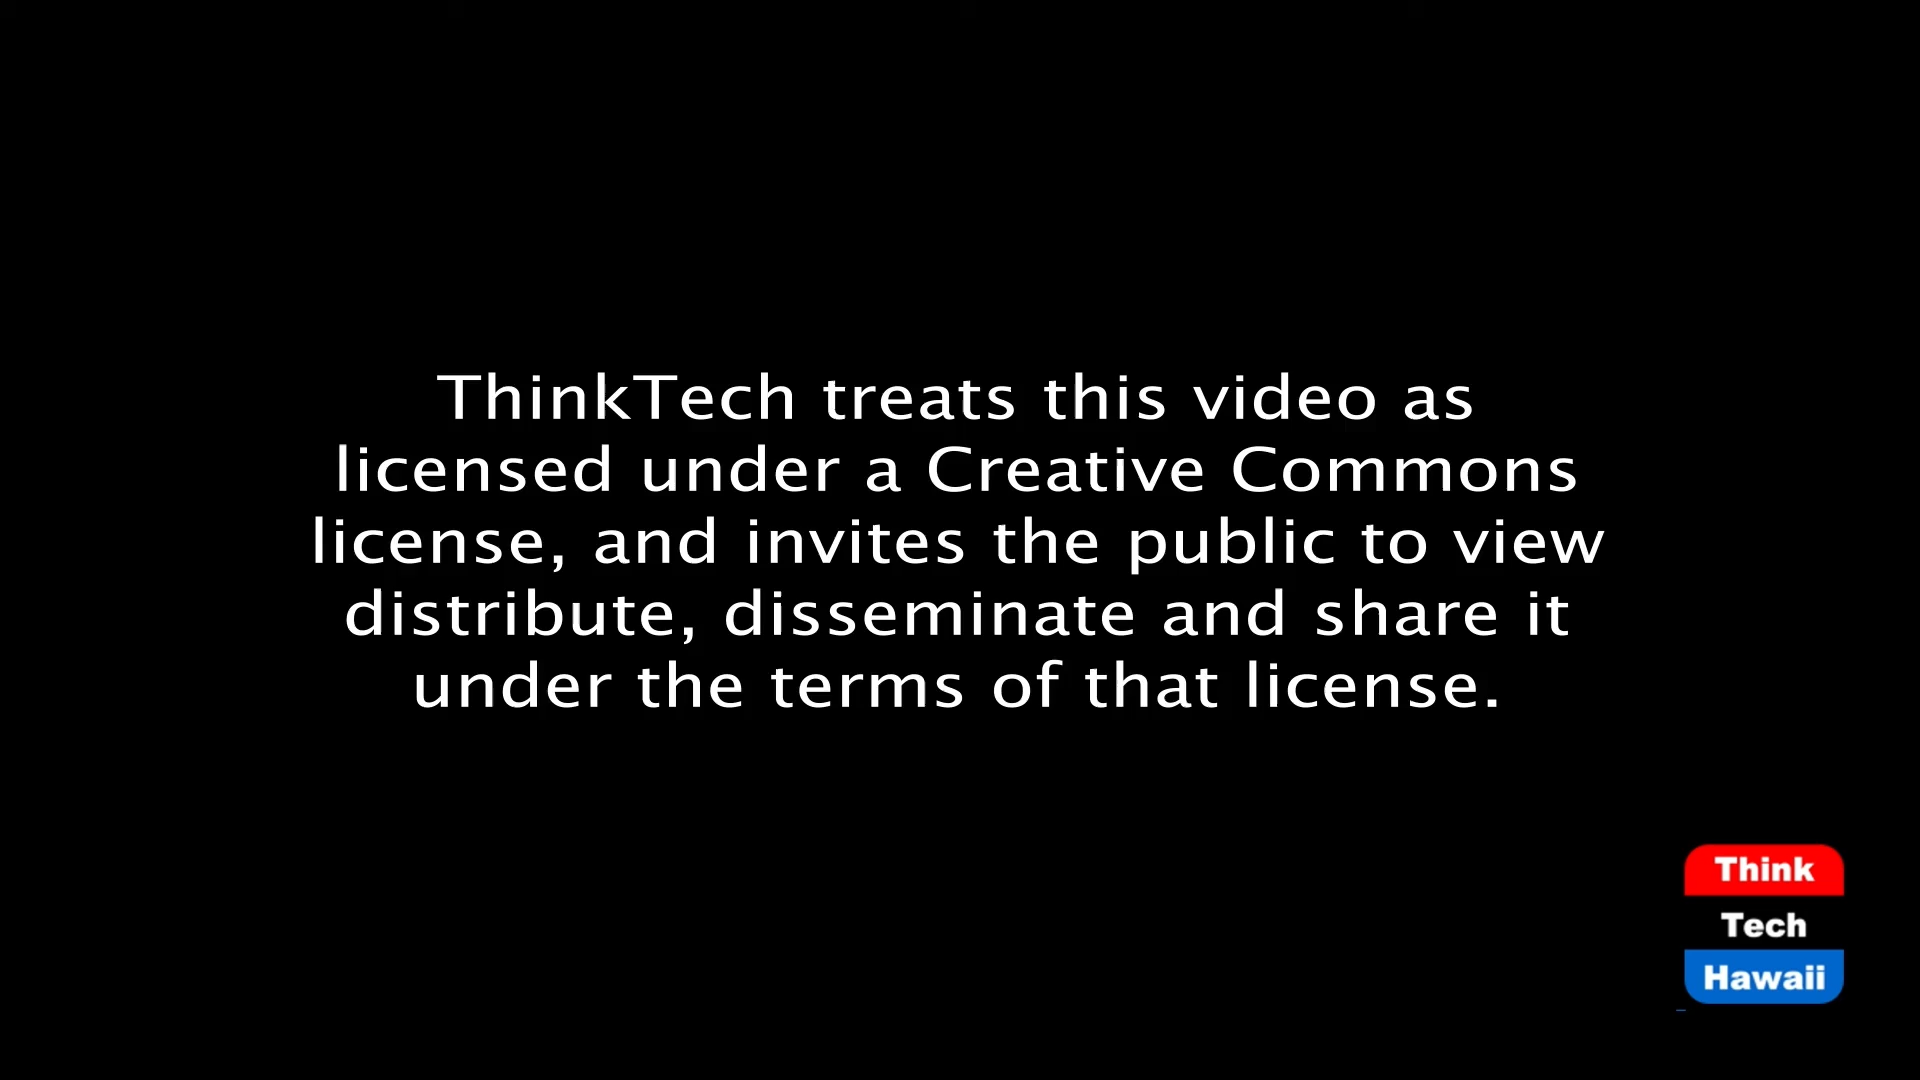 ThinkTech treats this video as
licensed under a Creative Commons
license, and invites the public to view
distribute, disseminate and share it
under the terms of that license.
Think
Tech
Hawaii